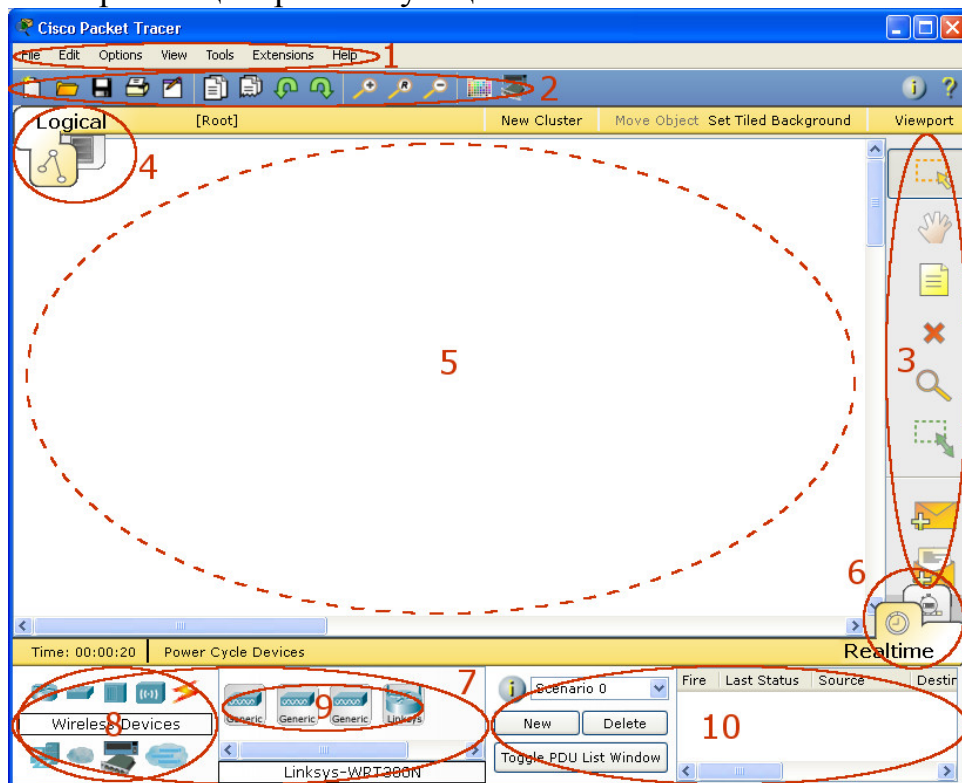 Cisco Packet Tracer
File Edit Options View Tools Extensions Help
1
2
Logical [Root] New Cluster Move Object Set Tiled Background Viewport
4
5
3
6
Time: 00:00:20 Power Cycle Devices Realtime
7
8
9
10
Wireless Devices
Generic Generic Generic Linksys
Linksys-WRT300N
Scenario 0
New Delete
Toggle PDU List Window
Fire Last Status Source